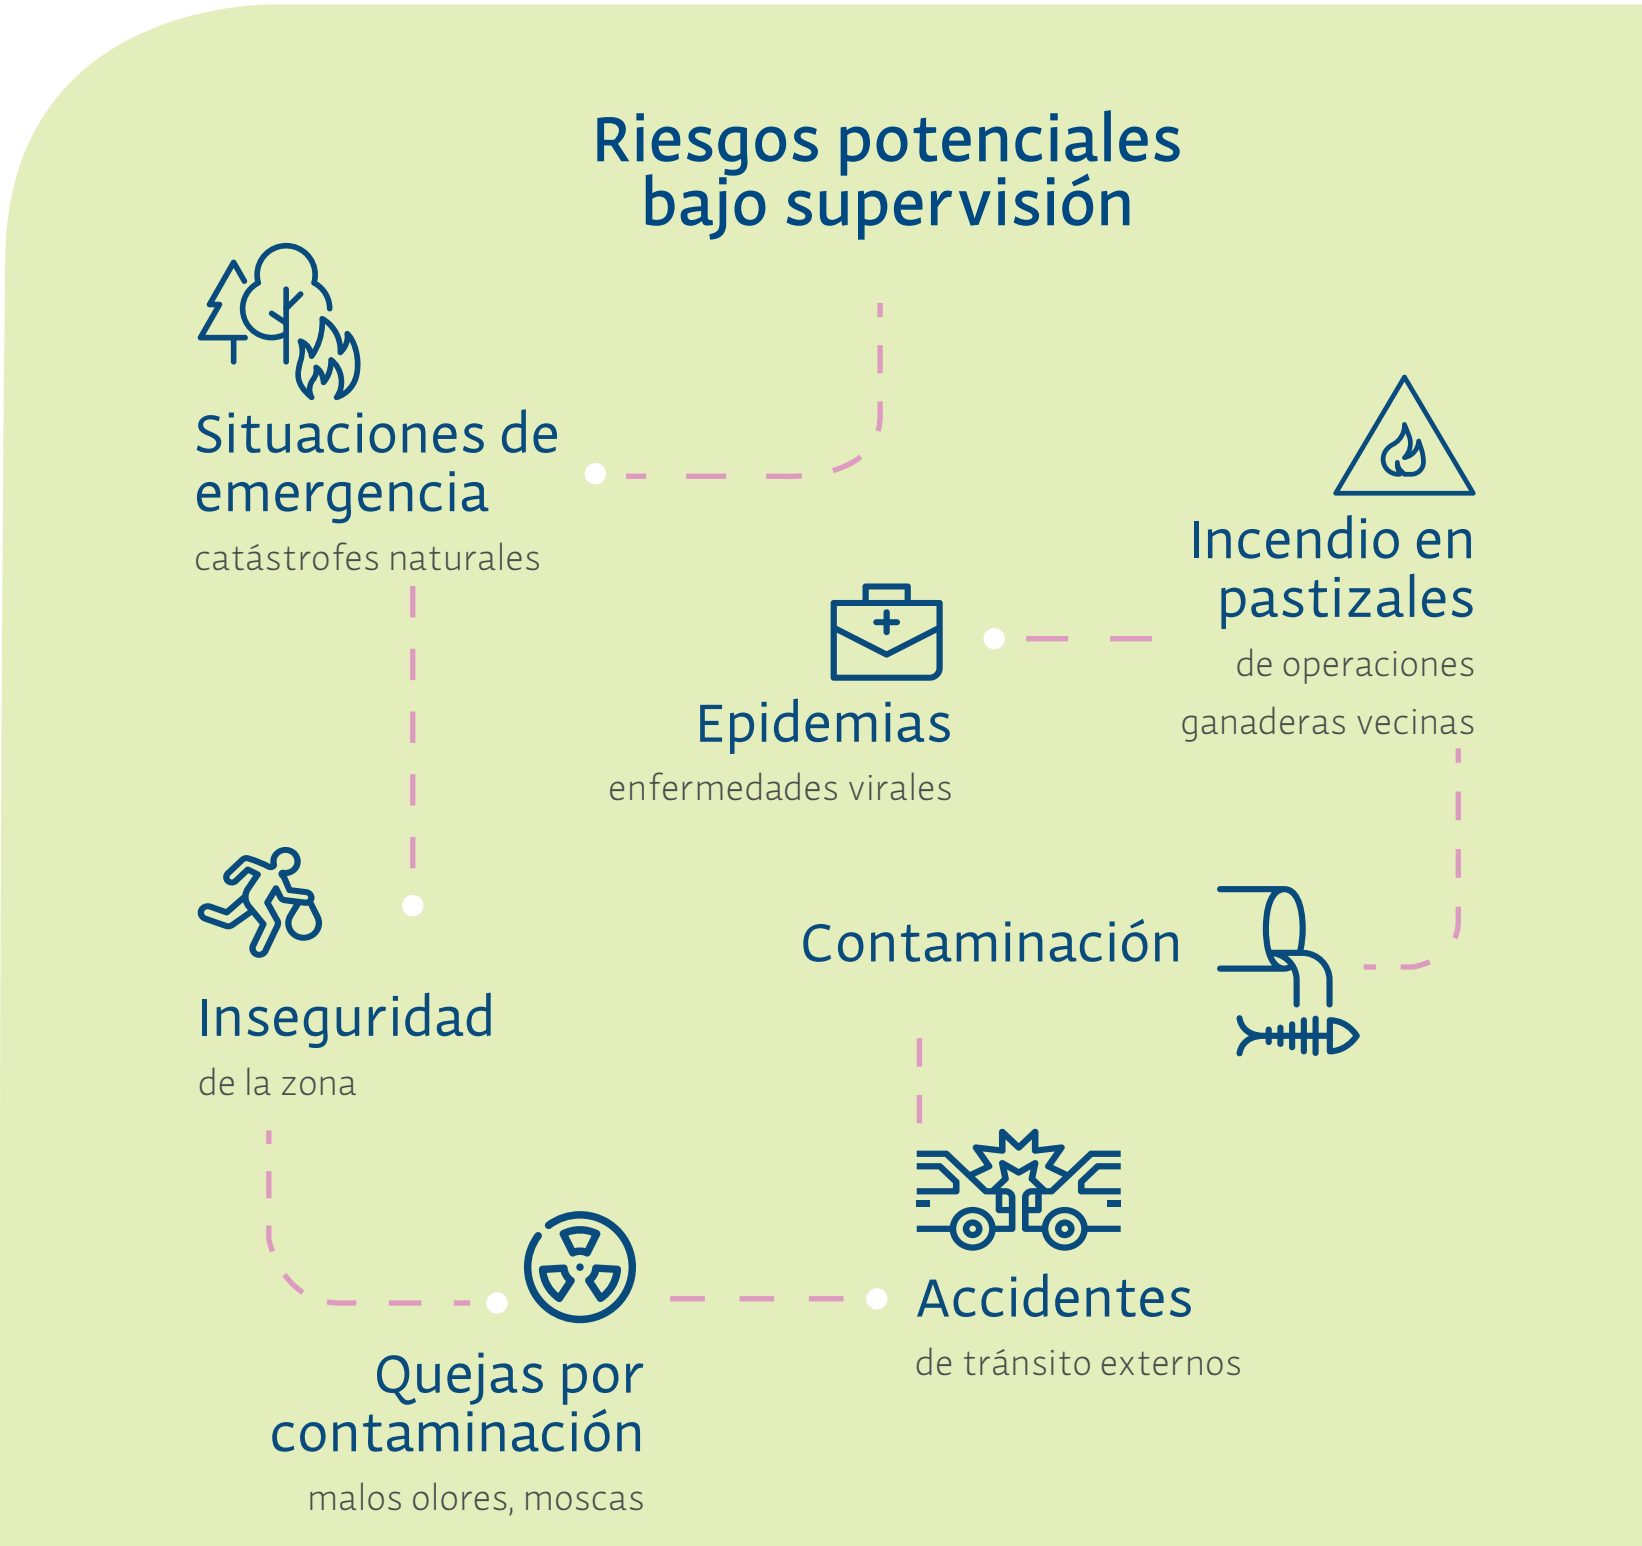 Riesgos potenciales
bajo supervisión
Situaciones de
emergencia
catástrofes naturales
Incendio en
pastizales
de operaciones
ganaderas vecinas
Epidemias
enfermedades virales
Contaminación
Inseguridad
de la zona
Accidentes
de tránsito externos
Quejas por
contaminación
malos olores, moscas